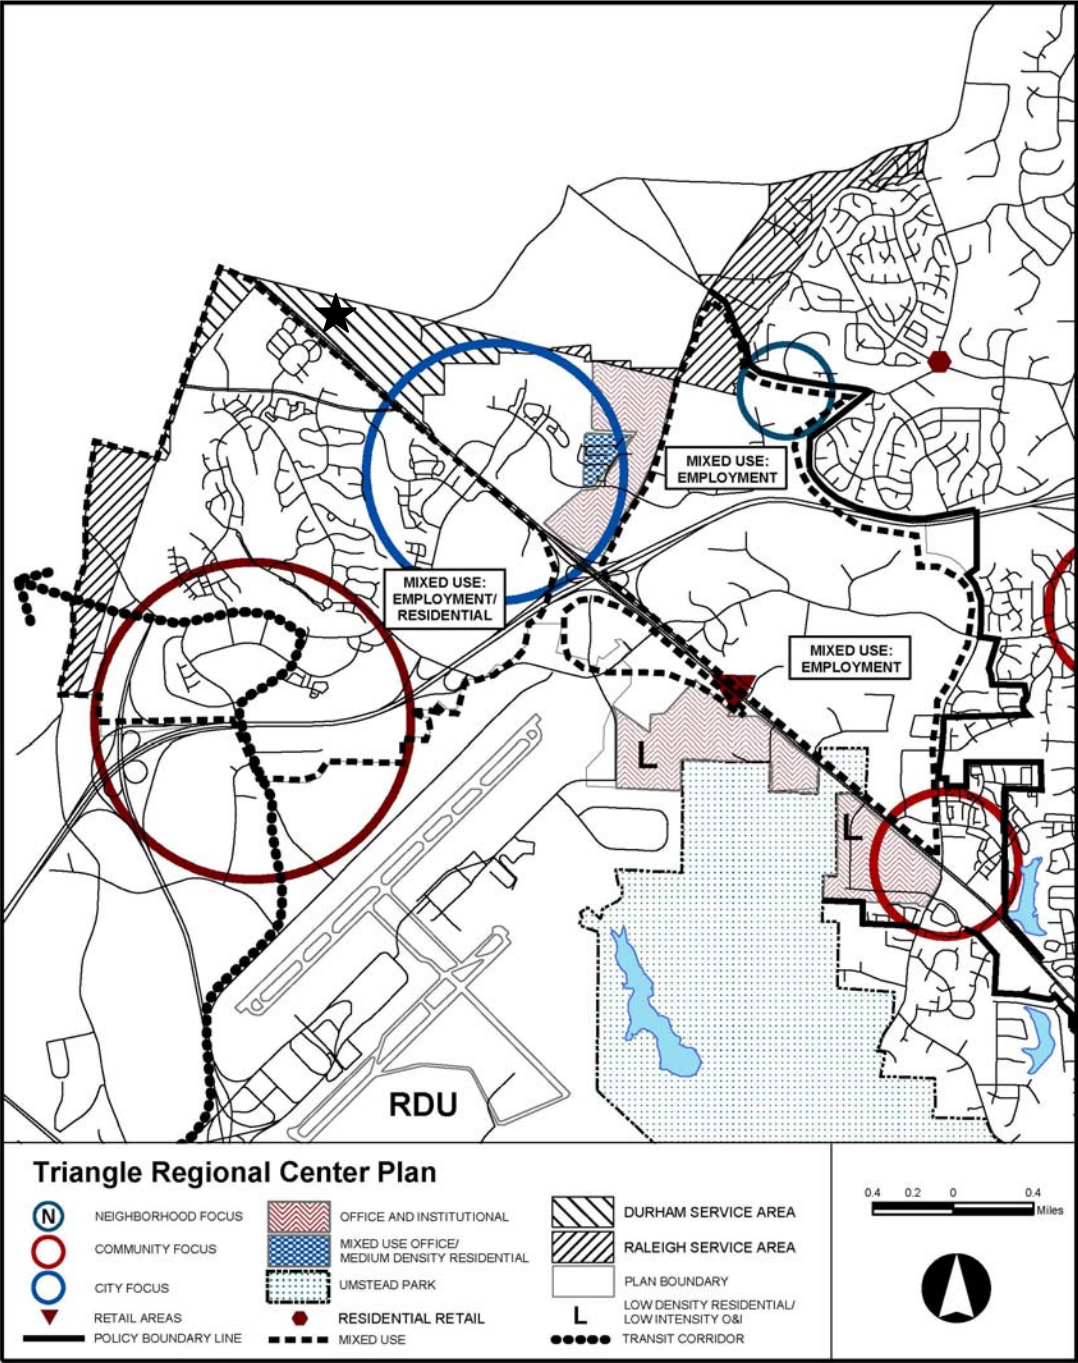 MIXED USE:
EMPLOYMENT
MIXED USE:
EMPLOYMENT/
RESIDENTIAL
MIXED USE:
EMPLOYMENT
L
L
RDU
Triangle Regional Center Plan
N
NEIGHBORHOOD FOCUS
COMMUNITY FOCUS
CITY FOCUS
RETAIL AREAS
POLICY BOUNDARY LINE
OFFICE AND INSTITUTIONAL
MIXED USE OFFICE/
MEDIUM DENSITY RESIDENTIAL
UMSTEAD PARK
RESIDENTIAL RETAIL
MIXED USE
DURHAM SERVICE AREA
RALEIGH SERVICE AREA
PLAN BOUNDARY
L
LOW DENSITY RESIDENTIAL/
LOW INTENSITY O&I
TRANSIT CORRIDOR
0.4 0.2 0 0.4
Miles